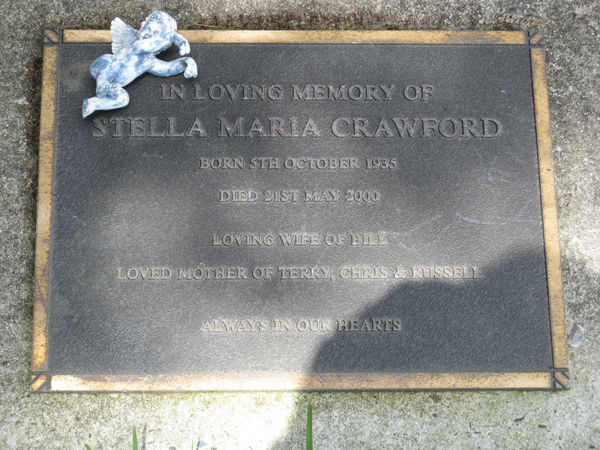 IN LOVING MEMORY OF
STELLA MARIA CRAWFORD
BORN 5TH OCTOBER 1935
DIED 21ST MAY 2000
LOVING WIFE OF BILL
LOVED MOTHER OF TERRY, CHRIS & RUSSELL
ALWAYS IN OUR HEARTS